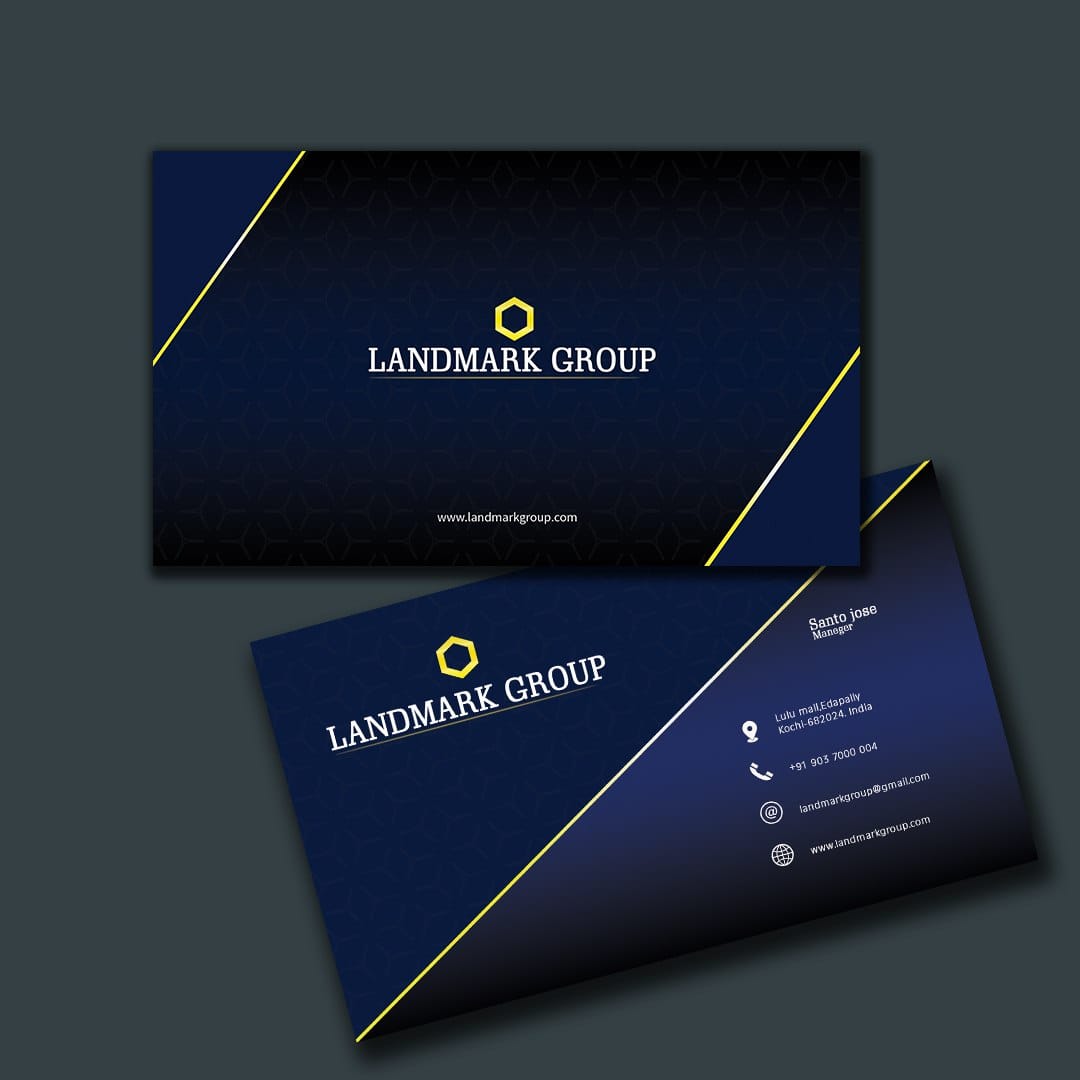 LANDMARK GROUP
www.landmarkgroup.com
LANDMARK GROUP
Santo jose
Maneger
Lulu mall,Edapally
Kochi-682024. India
+91 903 7000 004
landmarkgroup@gmail.com
www.landmarkgroup.com